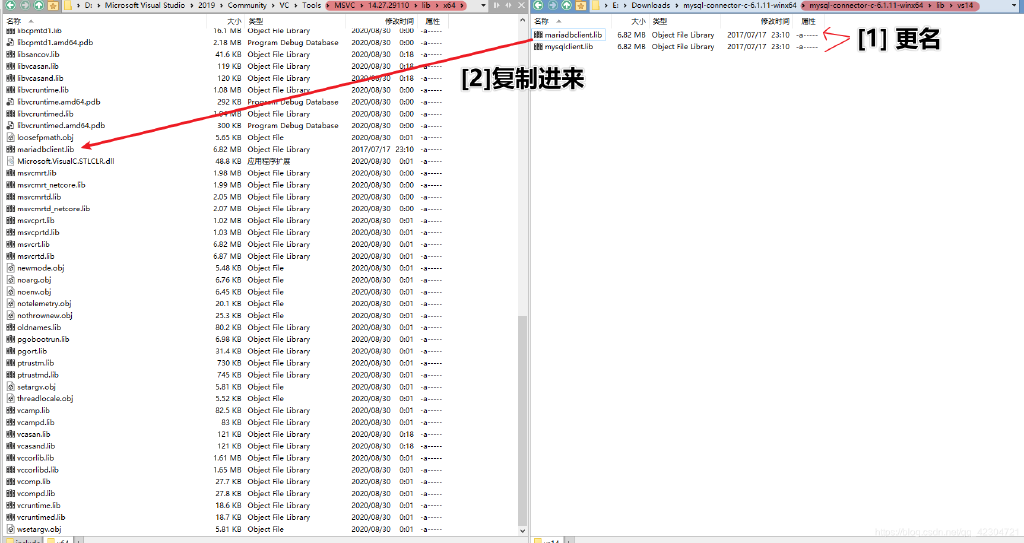 D: > Microsoft Visual Studio > 2019 > Community > VC > Tools > MSVC > 14.27.29110 > lib > x64 >
E: > Downloads > mysql-connector-c-6.1.11-winx64 > mysql-connector-c-6.1.11-winx64 > lib > vs14 >
名称 大小 类型 修改时间 属性
libcpmtd1.lib 16.1 MB Object File Library 2020/08/30 0:00 -a-----
libcpmtd1.amd64.pdb 2.18 MB Program Debug Database 2020/08/30 0:00 -a-----
libsancov.lib 41.6 KB Object File Library 2020/08/30 0:18 -a-----
libvcasan.lib 119 KB Object File Library 2020/08/30 0:18 -a-----
libvcasand.lib 120 KB Object File Library 2020/08/30 0:18 -a-----
libvcruntime.lib 1.08 MB Object File Library 2020/08/30 0:00 -a-----
libvcruntime.amd64.pdb 292 KB Program Debug Database 2020/08/30 0:00 -a-----
libvcruntimed.lib 1.04 MB Object File Library 2020/08/30 0:00 -a-----
libvcruntimed.amd64.pdb 300 KB Program Debug Database 2020/08/30 0:00 -a-----
loosefpmath.obj 5.65 KB Object File 2020/08/30 0:01 -a-----
mariadbclient.lib 6.82 MB Object File Library 2017/07/17 23:10 -a-----
Microsoft.VisualC.STLCLR.dll 48.8 KB 应用程序扩展 2020/08/30 0:01 -a-----
msvcmrt.lib 1.98 MB Object File Library 2020/08/30 0:00 -a-----
msvcmrt_netcore.lib 1.99 MB Object File Library 2020/08/30 0:00 -a-----
msvcmrtd.lib 2.05 MB Object File Library 2020/08/30 0:00 -a-----
msvcmrtd_netcore.lib 2.07 MB Object File Library 2020/08/30 0:00 -a-----
msvcprt.lib 1.02 MB Object File Library 2020/08/30 0:01 -a-----
msvcprtd.lib 1.03 MB Object File Library 2020/08/30 0:01 -a-----
msvcrt.lib 6.82 MB Object File Library 2020/08/30 0:01 -a-----
msvcrtd.lib 6.87 MB Object File Library 2020/08/30 0:01 -a-----
newmode.obj 5.48 KB Object File 2020/08/30 0:01 -a-----
noarg.obj 6.76 KB Object File 2020/08/30 0:01 -a-----
noenv.obj 6.45 KB Object File 2020/08/30 0:01 -a-----
notelemetry.obj 20.1 KB Object File 2020/08/30 0:01 -a-----
nothrownew.obj 25.3 KB Object File 2020/08/30 0:01 -a-----
oldnames.lib 80.2 KB Object File Library 2020/08/30 0:01 -a-----
pgobootrun.lib 6.98 KB Object File Library 2020/08/30 0:01 -a-----
pgort.lib 31.4 KB Object File Library 2020/08/30 0:01 -a-----
ptrustm.lib 730 KB Object File Library 2020/08/30 0:01 -a-----
ptrustmd.lib 745 KB Object File Library 2020/08/30 0:01 -a-----
setargv.obj 5.81 KB Object File 2020/08/30 0:01 -a-----
threadlocale.obj 5.52 KB Object File 2020/08/30 0:01 -a-----
vcamp.lib 82.5 KB Object File Library 2020/08/30 0:01 -a-----
vcampd.lib 83 KB Object File Library 2020/08/30 0:01 -a-----
vcasan.lib 121 KB Object File Library 2020/08/30 0:18 -a-----
vcasand.lib 121 KB Object File Library 2020/08/30 0:18 -a-----
vccorlib.lib 1.61 MB Object File Library 2020/08/30 0:01 -a-----
vccorlibd.lib 1.65 MB Object File Library 2020/08/30 0:01 -a-----
vcomp.lib 27.7 KB Object File Library 2020/08/30 0:01 -a-----
vcompd.lib 27.8 KB Object File Library 2020/08/30 0:01 -a-----
vcruntime.lib 18.6 KB Object File Library 2020/08/30 0:01 -a-----
vcruntimed.lib 18.7 KB Object File Library 2020/08/30 0:01 -a-----
wsetargv.obj 5.81 KB Object File 2020/08/30 0:01 -a-----
include x64
名称 大小 类型 修改时间 属性
mariadbclient.lib 6.82 MB Object File Library 2017/07/17 23:10 -a-----
mysqlclient.lib 6.82 MB Object File Library 2017/07/17 23:10 -a-----
[1] 更名
[2]复制进来
vs14